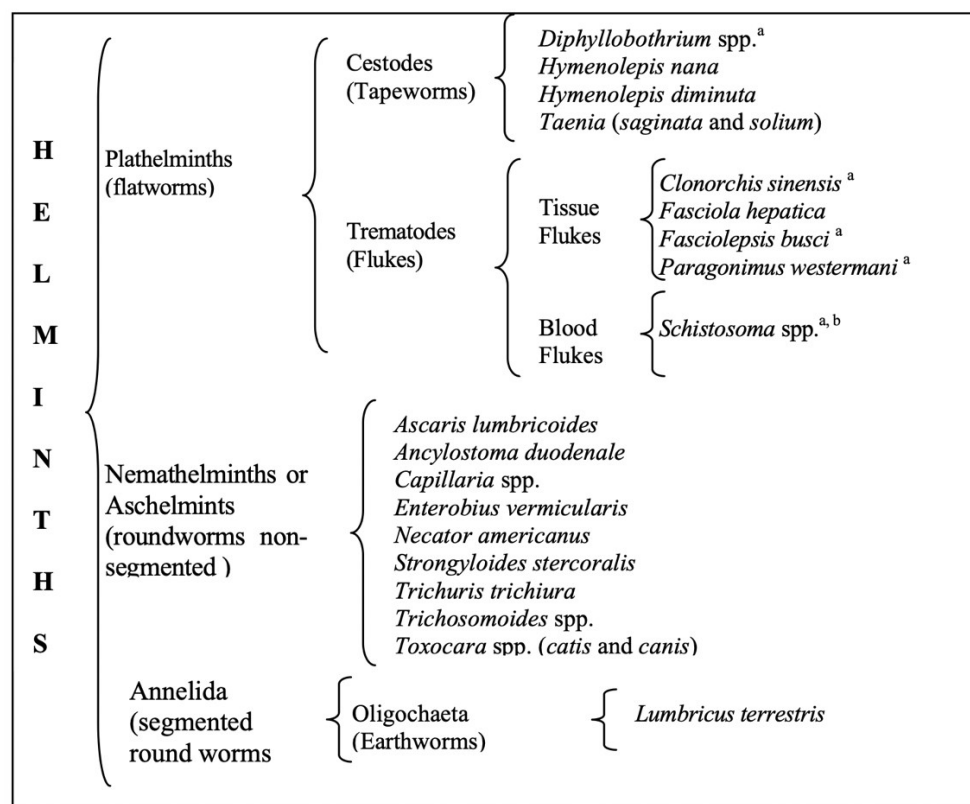 HELMINTHS
Plathelminths
(flatworms)
Cestodes
(Tapeworms)
Diphyllobothrium spp.a
Hymenolepis nana
Hymenolepis diminuta
Taenia (saginata and solium)
Trematodes
(Flukes)
Tissue
Flukes
Clonorchis sinensis a
Fasciola hepatica
Fasciolepsis busci a
Paragonimus westermani a
Blood
Flukes
Schistosoma spp.a, b
Nemathelminths or
Aschelmints
(roundworms non-
segmented )
Ascaris lumbricoides
Ancylostoma duodenale
Capillaria spp.
Enterobius vermicularis
Necator americanus
Strongyloides stercoralis
Trichuris trichiura
Trichosomoides spp.
Toxocara spp. (catis and canis)
Annelida
(segmented
round worms
Oligochaeta
(Earthworms)
Lumbricus terrestris